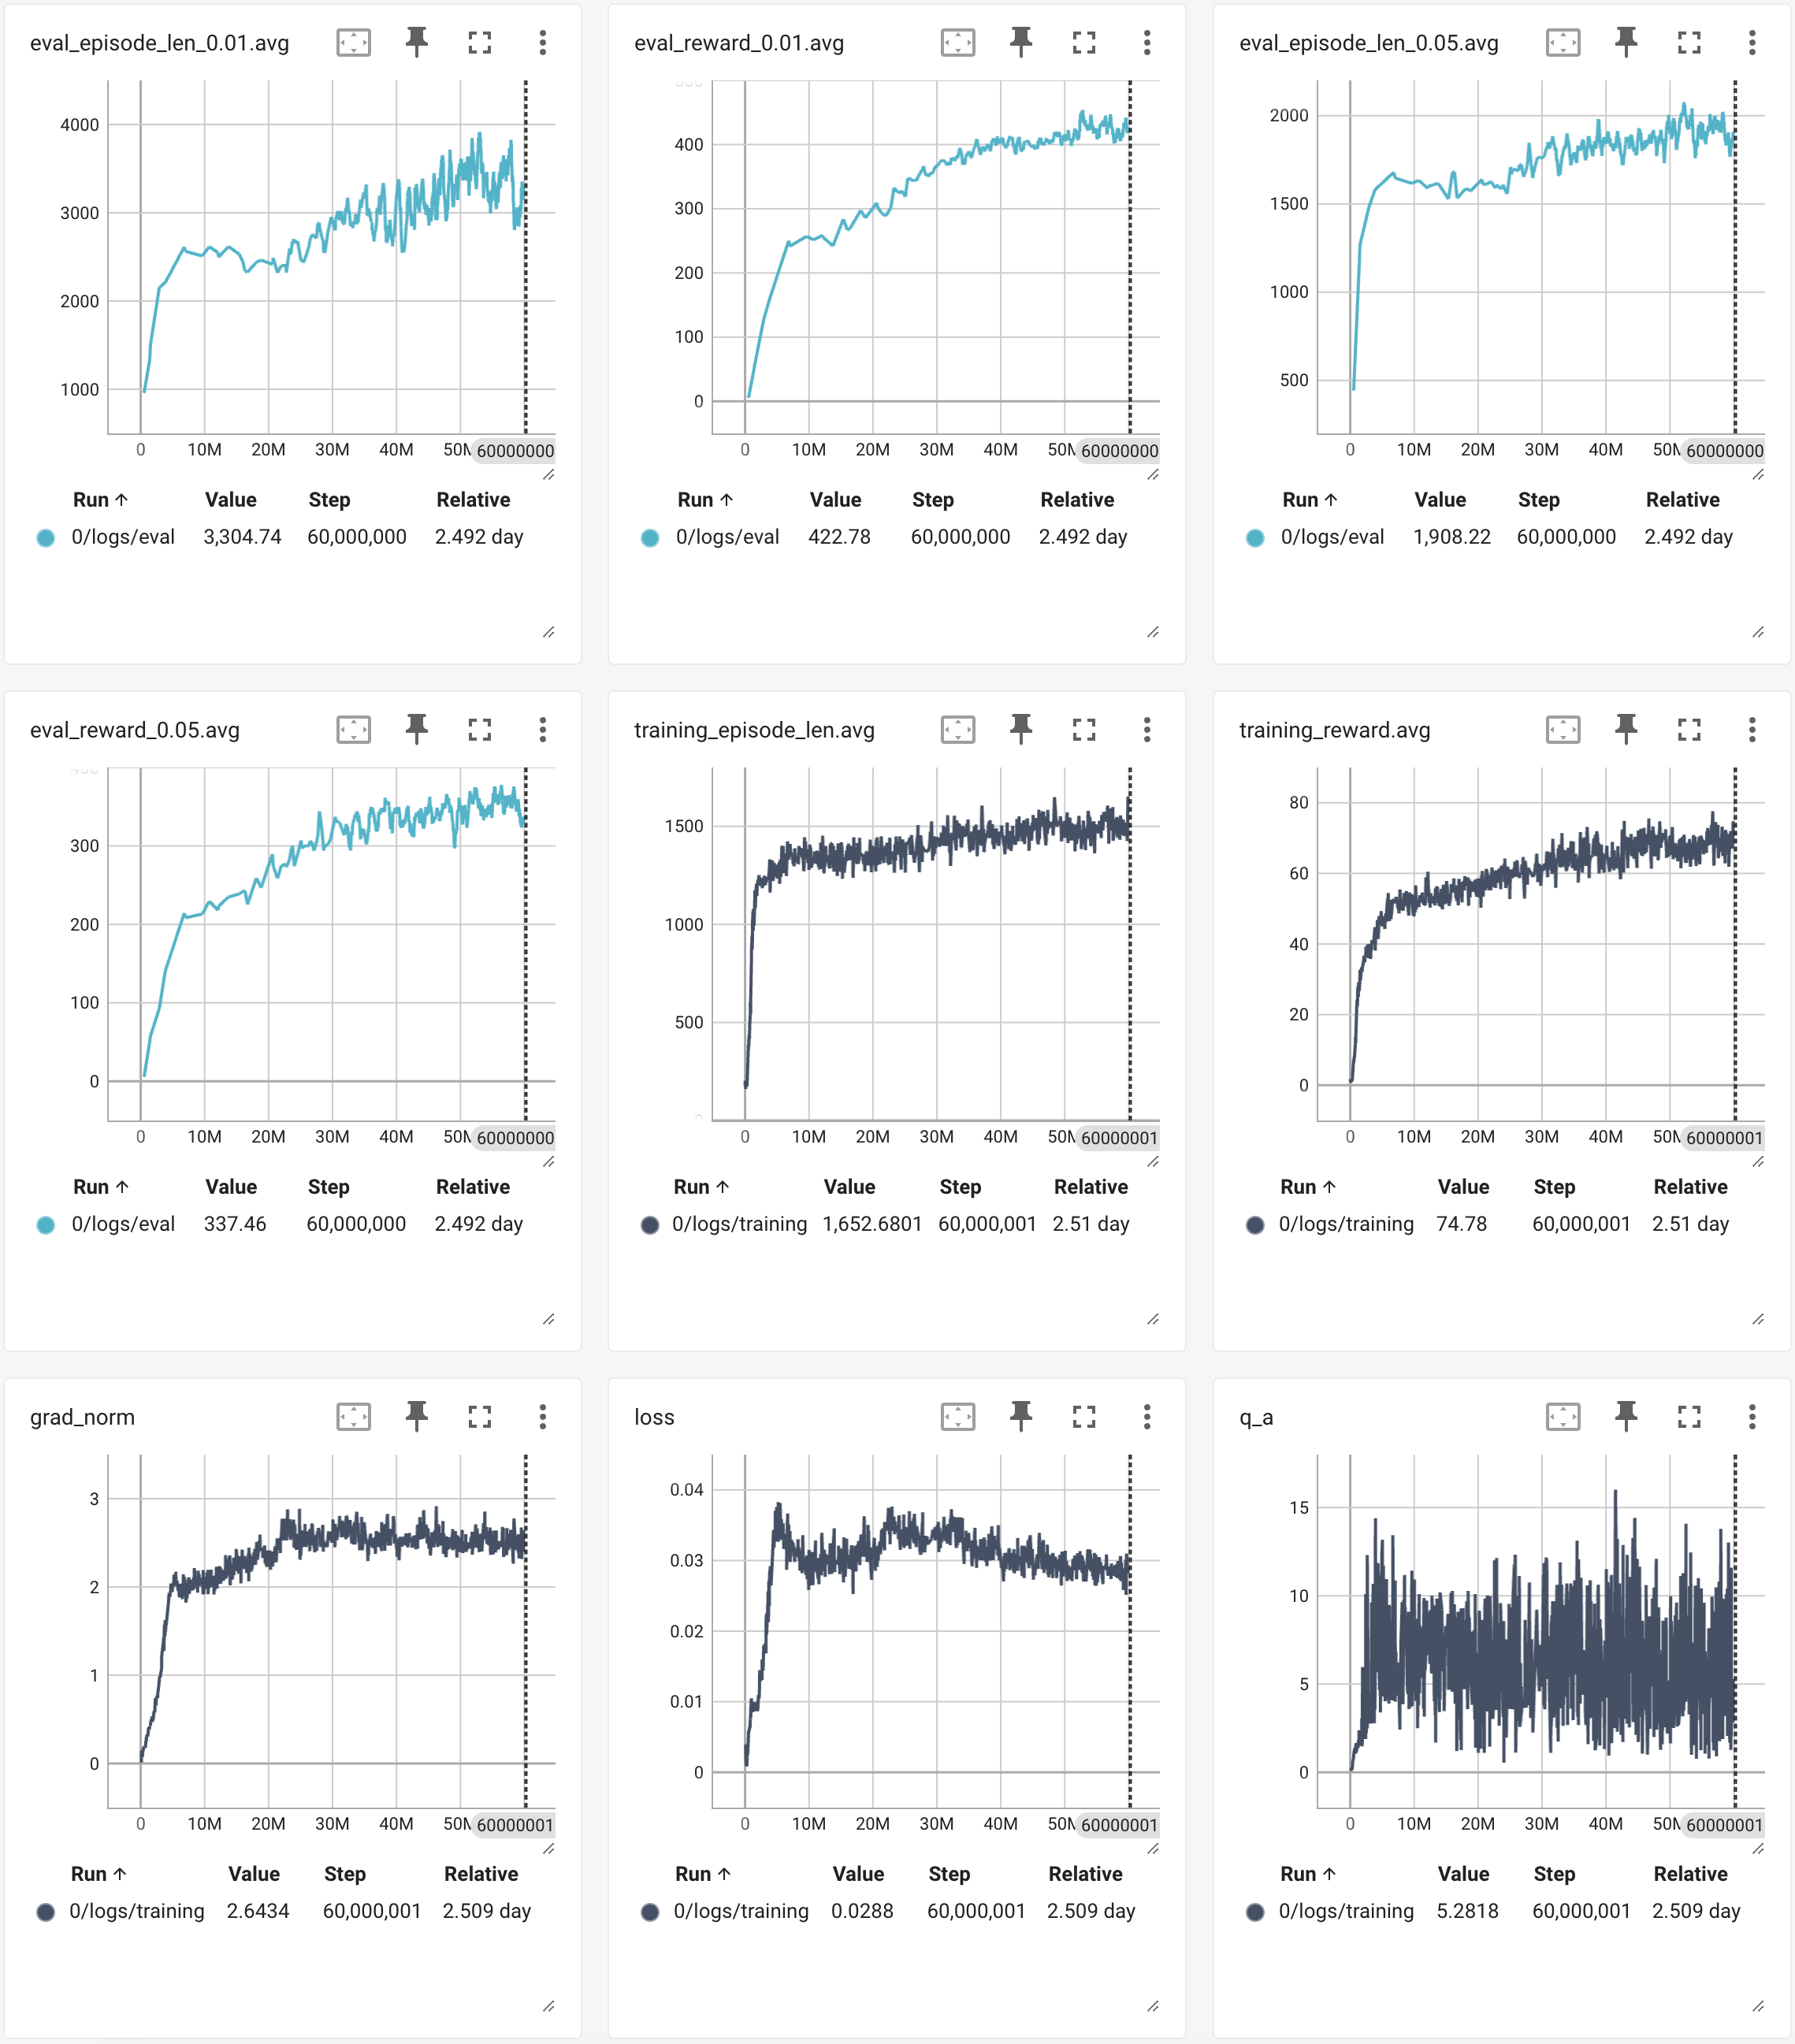 eval_episode_len_0.01.avg
4000
3000
2000
1000
0 10M 20M 30M 40M 50M 60000000
Run ↑ Value Step Relative
0/logs/eval 3,304.74 60,000,000 2.492 day
eval_reward_0.01.avg
400
300
200
100
0
0 10M 20M 30M 40M 50M 60000000
Run ↑ Value Step Relative
0/logs/eval 422.78 60,000,000 2.492 day
eval_episode_len_0.05.avg
2000
1500
1000
500
0 10M 20M 30M 40M 50M 60000000
Run ↑ Value Step Relative
0/logs/eval 1,908.22 60,000,000 2.492 day
eval_reward_0.05.avg
300
200
100
0
0 10M 20M 30M 40M 50M 60000000
Run ↑ Value Step Relative
0/logs/eval 337.46 60,000,000 2.492 day
training_episode_len.avg
1500
1000
500
0 10M 20M 30M 40M 50M 60000001
Run ↑ Value Step Relative
0/logs/training 1,652.6801 60,000,001 2.51 day
training_reward.avg
80
60
40
20
0
0 10M 20M 30M 40M 50M 60000001
Run ↑ Value Step Relative
0/logs/training 74.78 60,000,001 2.51 day
grad_norm
3
2
1
0
0 10M 20M 30M 40M 50M 60000001
Run ↑ Value Step Relative
0/logs/training 2.6434 60,000,001 2.509 day
loss
0.04
0.03
0.02
0.01
0
0 10M 20M 30M 40M 50M 60000001
Run ↑ Value Step Relative
0/logs/training 0.0288 60,000,001 2.509 day
q_a
15
10
5
0
0 10M 20M 30M 40M 50M 60000001
Run ↑ Value Step Relative
0/logs/training 5.2818 60,000,001 2.509 day